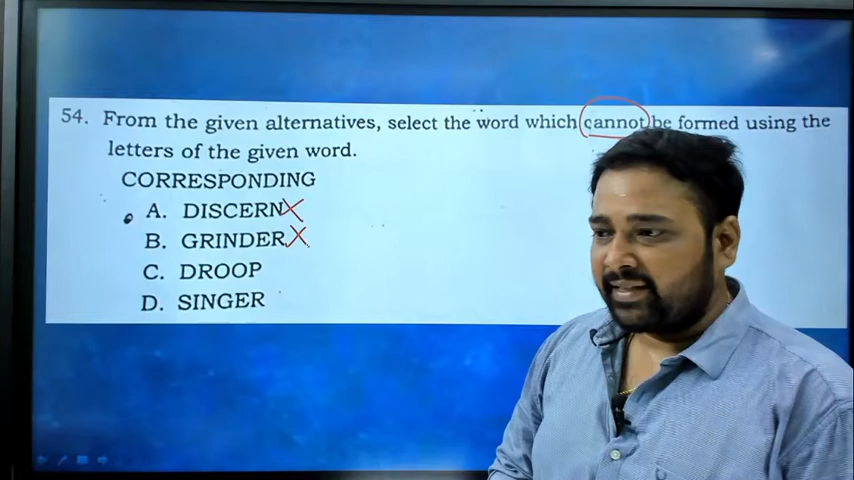 54. From the given alternatives, select the word which cannot be formed using the
letters of the given word.
CORRESPONDING
A. DISCERN
B. GRINDER
C. DROOP
D. SINGER